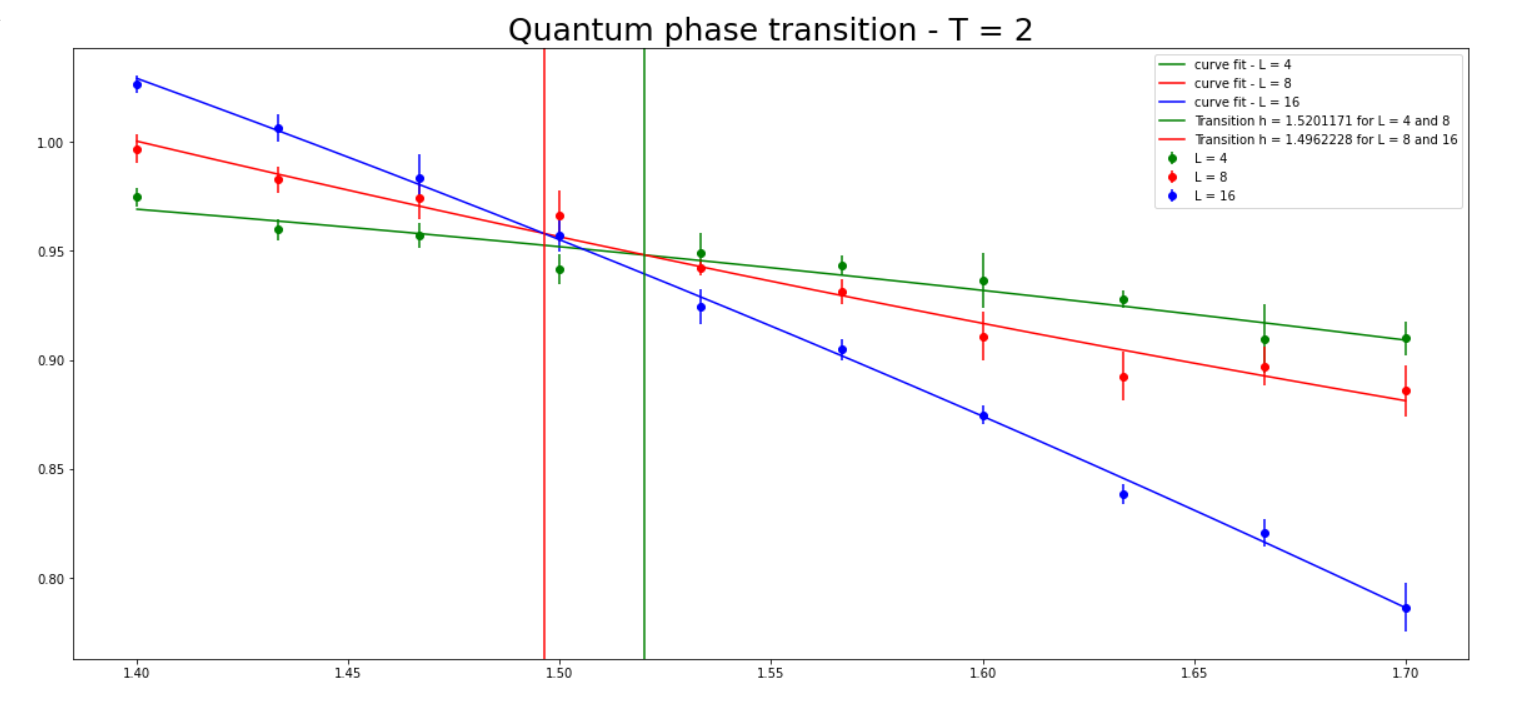 Quantum phase transition - T = 2
curve fit - L = 4
curve fit - L = 8
curve fit - L = 16
Transition h = 1.5201171 for L = 4 and 8
Transition h = 1.4962228 for L = 8 and 16
L = 4
L = 8
L = 16
1.00
0.95
0.90
0.85
0.80
1.40 1.45 1.50 1.55 1.60 1.65 1.70